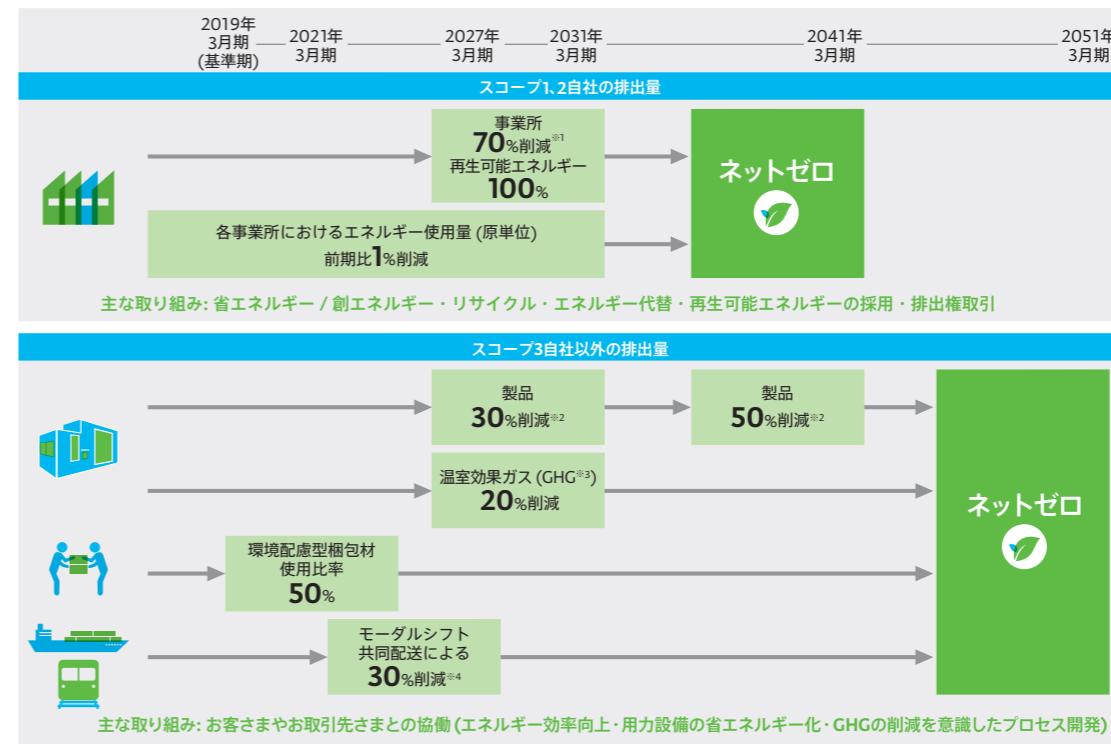 2019年
3月期
(基準期)
2021年
3月期
2027年
3月期
2031年
3月期
2041年
3月期
2051年
3月期
スコープ1、2自社の排出量
事業所
70%削減※1
再生可能エネルギー
100%
ネットゼロ
各事業所におけるエネルギー使用量 (原単位)
前期比1%削減
主な取り組み: 省エネルギー / 創エネルギー・リサイクル・エネルギー代替・再生可能エネルギーの採用・排出権取引
スコープ3自社以外の排出量
製品
30%削減※2
製品
50%削減※2
温室効果ガス (GHG※3)
20%削減
ネットゼロ
環境配慮型梱包材
使用比率
50%
モーダルシフト
共同配送による
30%削減※4
主な取り組み: お客さまやお取引先さまとの協働 (エネルギー効率向上・用力設備の省エネルギー化・GHGの削減を意識したプロセス開発)